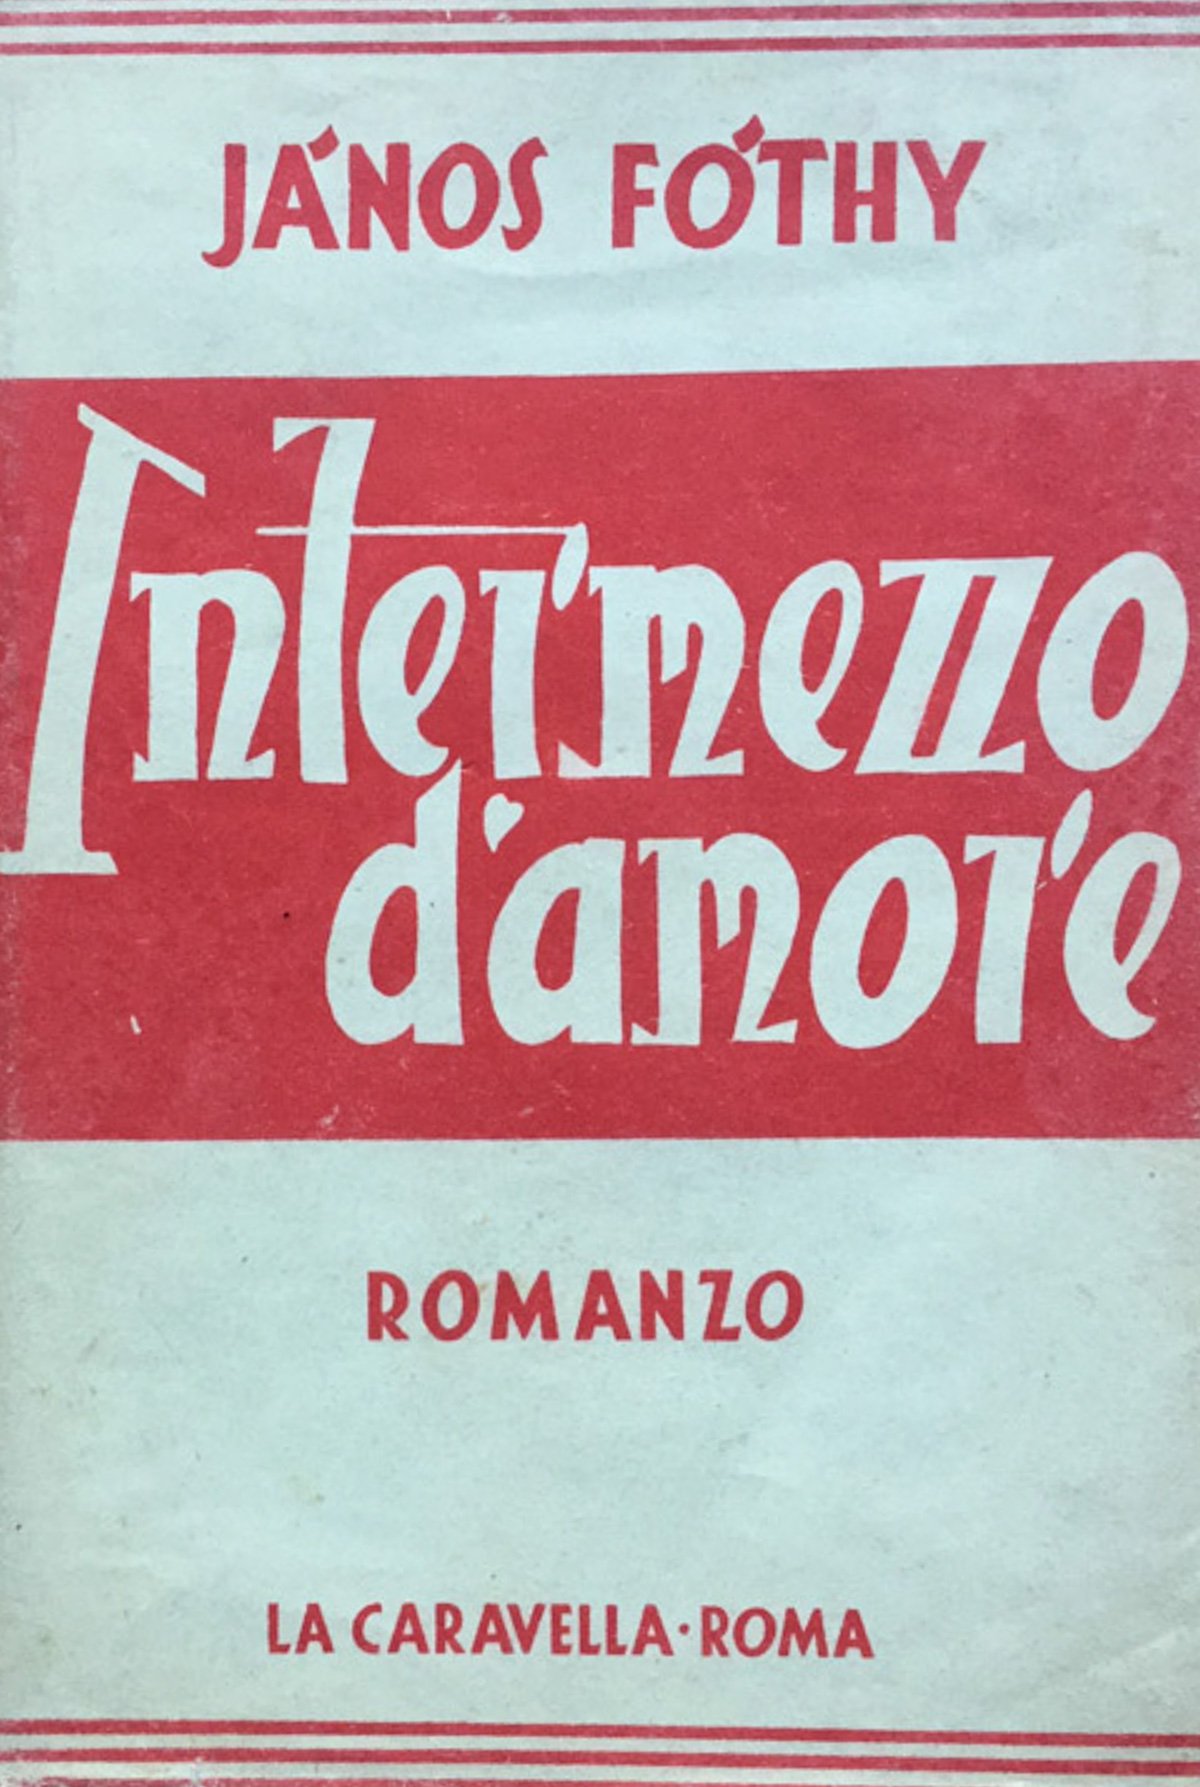 JÁNOS FÓTHY
Intermezzo
d'amore
ROMANZO
LA CARAVELLA · ROMA